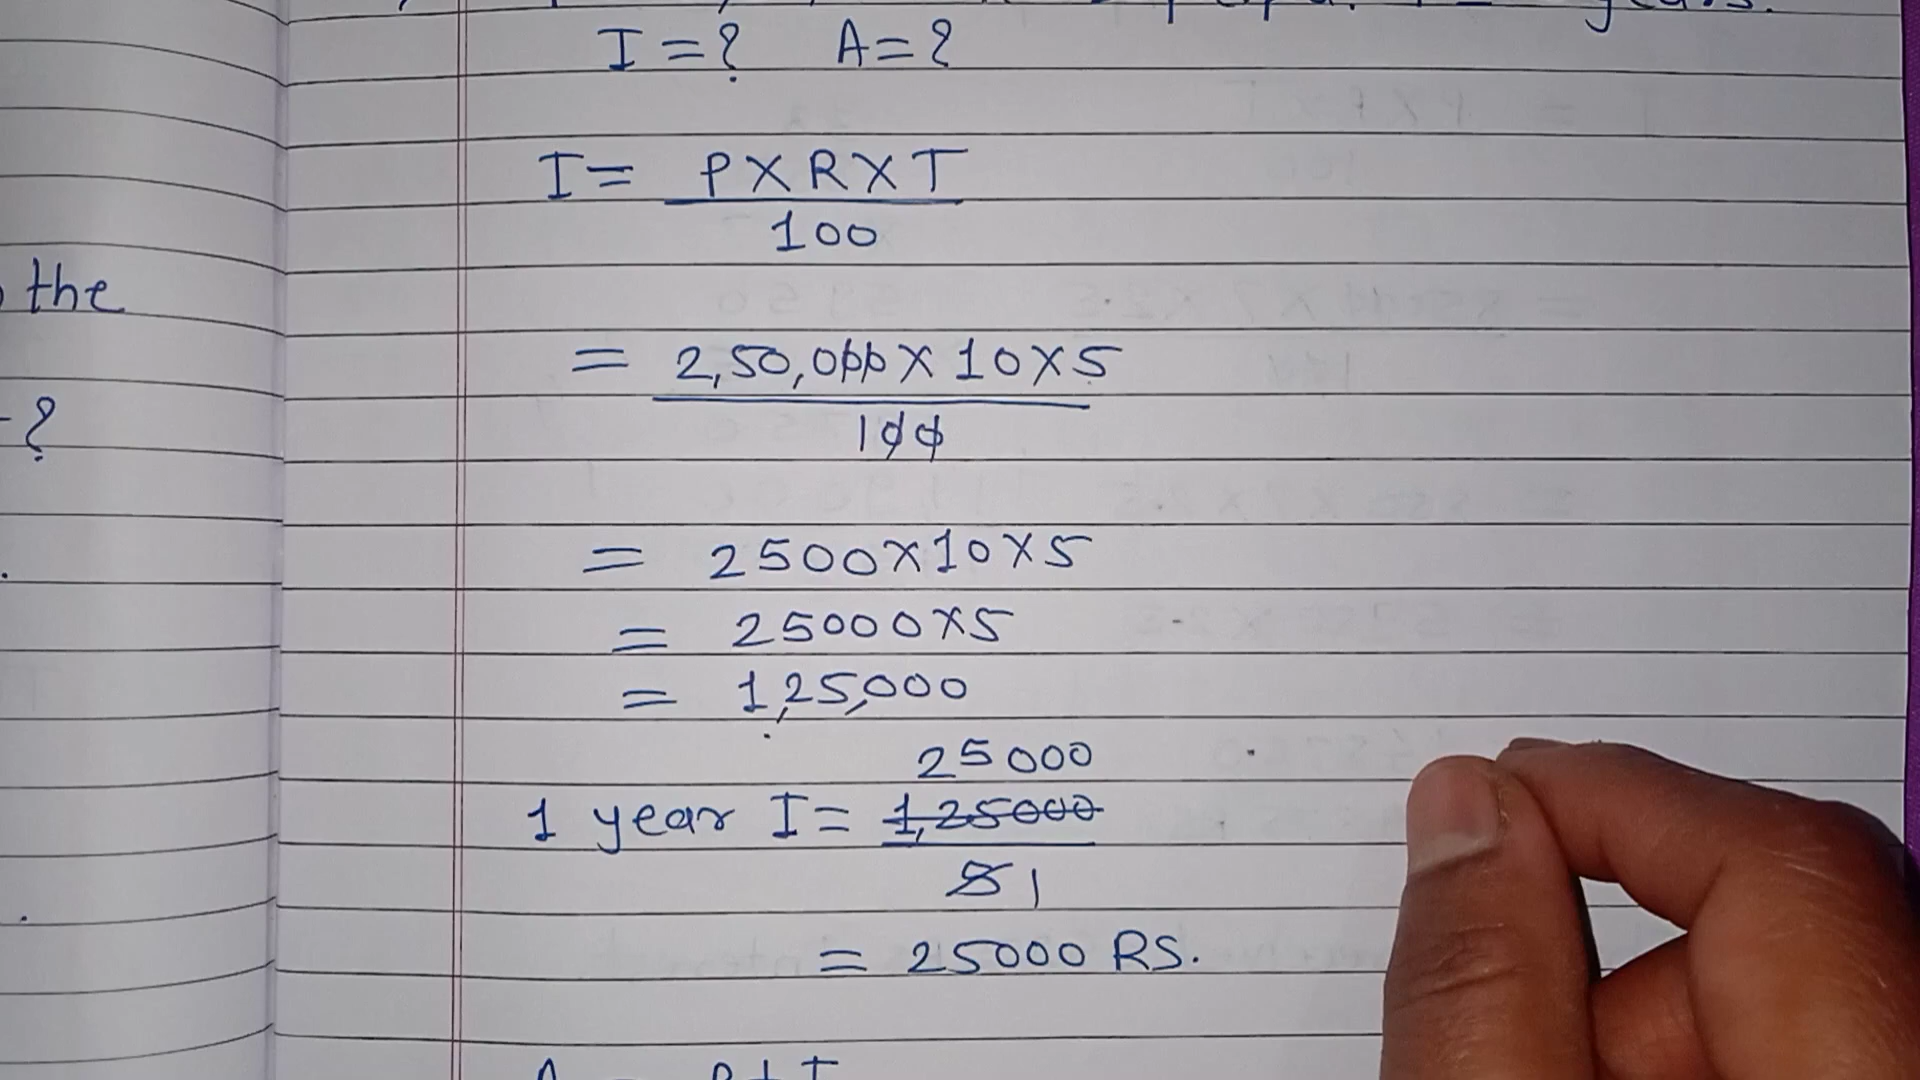 the
?
I = ? A = ?
I = P X R X T
100
= 2,50,000 X 10 X 5
100
= 2500 X 10 X 5
= 25000 X 5
= 1,25,000
25000
1 year I = 1,25000
5 1
= 25000 RS.
A = P + I